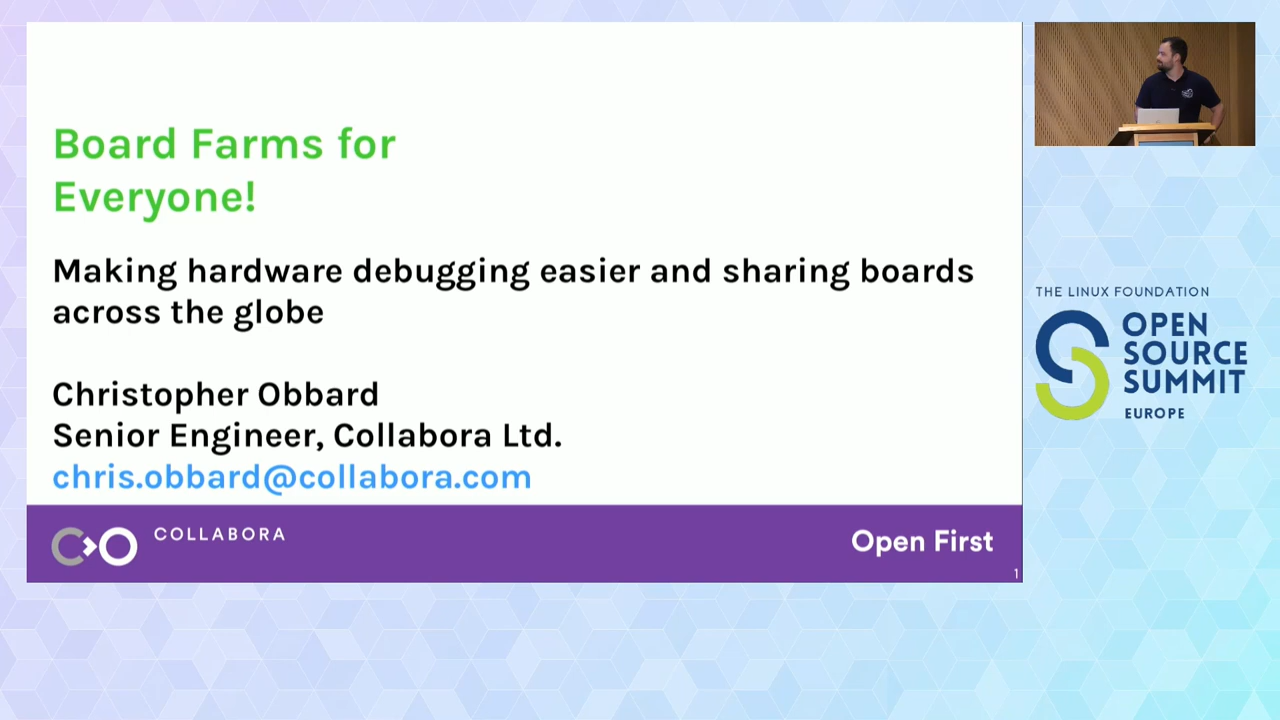 Board Farms for
Everyone!
Making hardware debugging easier and sharing boards
across the globe
Christopher Obbard
Senior Engineer, Collabora Ltd.
chris.obbard@collabora.com
COLLABORA
Open First
1
THE LINUX FOUNDATION
OPEN
SOURCE
SUMMIT
EUROPE